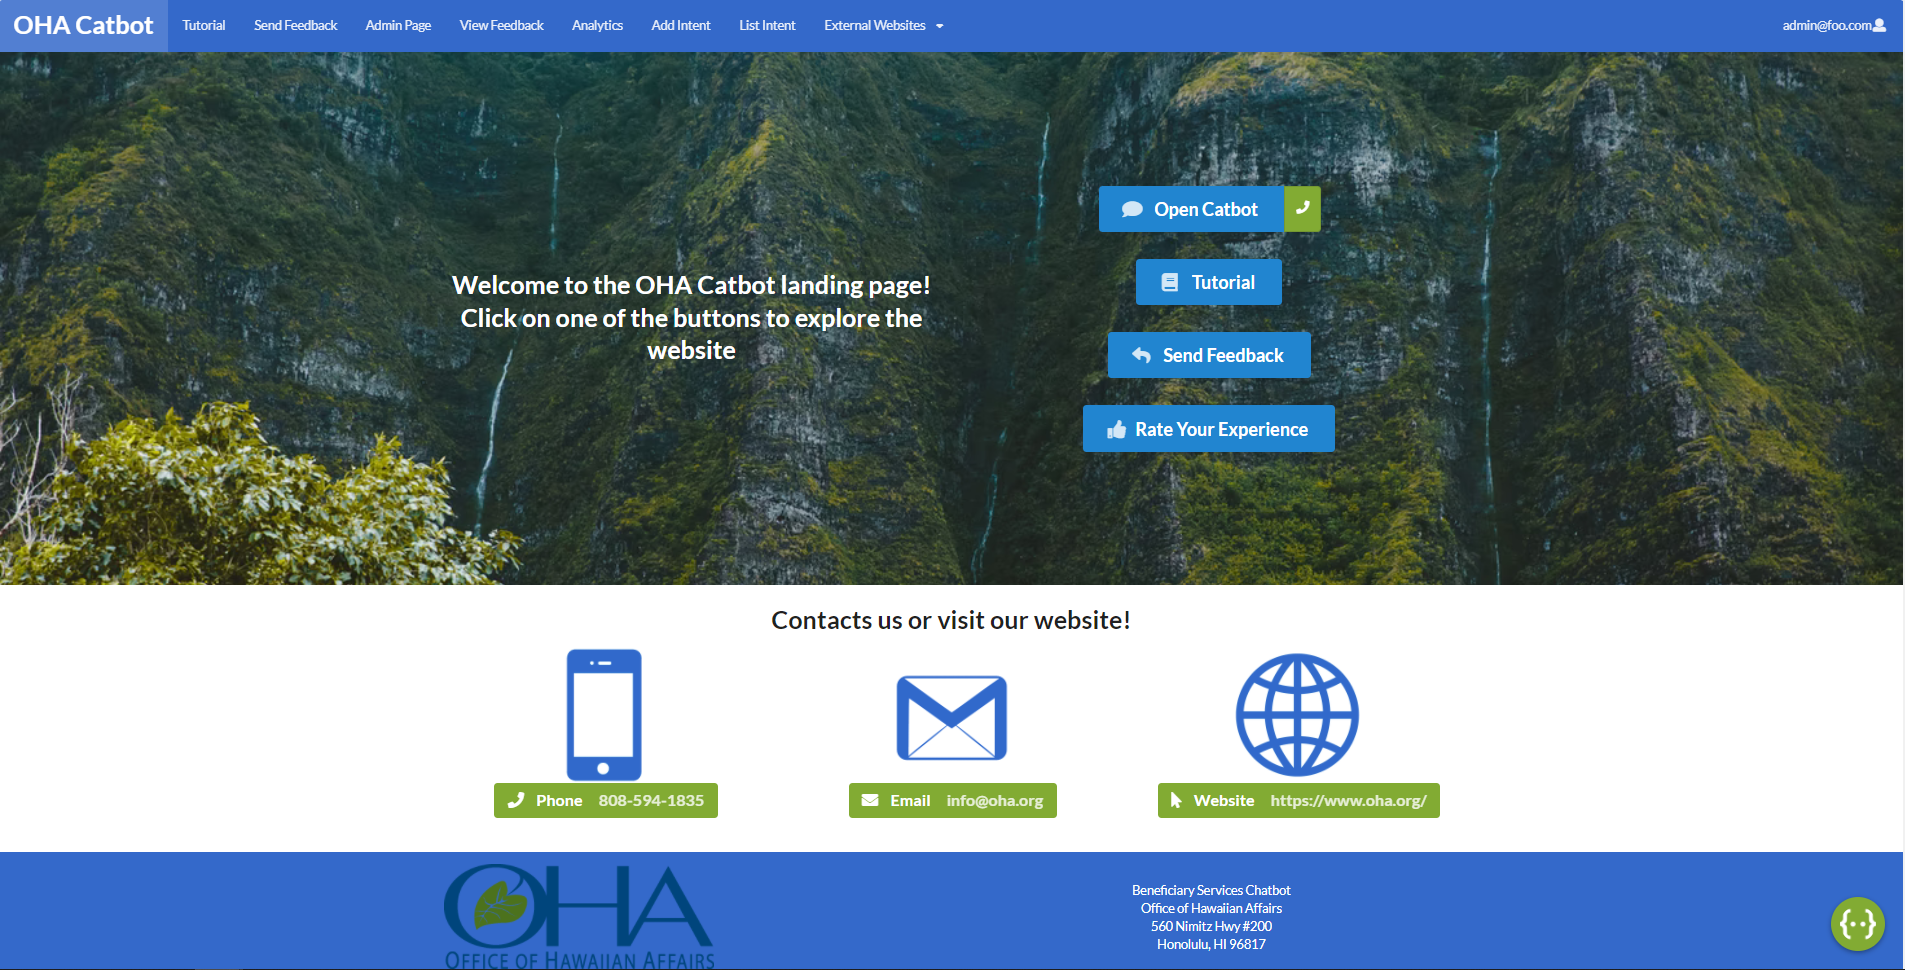 OHA Catbot
Tutorial
Send Feedback
Admin Page
View Feedback
Analytics
Add Intent
List Intent
External Websites
admin@foo.com
Welcome to the OHA Catbot landing page!
Click on one of the buttons to explore the
website
Open Catbot
Tutorial
Send Feedback
Rate Your Experience
Contacts us or visit our website!
Phone 808-594-1835
Email info@oha.org
Website https://www.oha.org/
OHA
OFFICE OF HAWAIIAN AFFAIRS
Beneficiary Services Chatbot
Office of Hawaiian Affairs
560 Nimitz Hwy #200
Honolulu, HI 96817